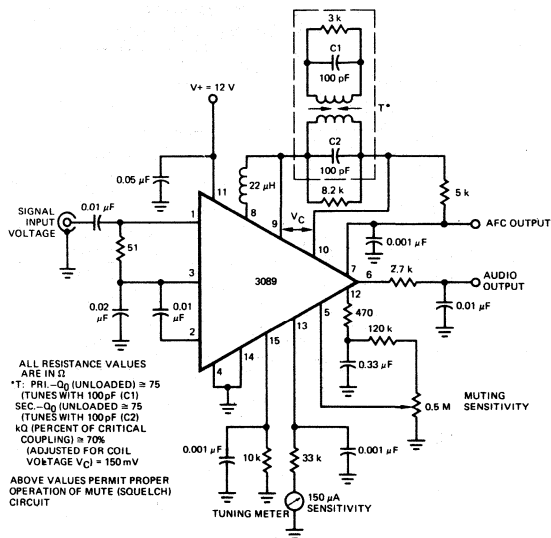 3 k
C1
100 pF
V+ = 12 V
T*
C2
100 pF
0.05 µF
22 µH
8.2 k
5 k
SIGNAL
INPUT
VOLTAGE
0.01 µF
11
8
9
VC
10
AFC OUTPUT
0.001 µF
1
51
7
6
2.7 k
AUDIO
OUTPUT
3
3089
12
5
470
0.01 µF
0.02
µF
0.01
µF
2
13
15
120 k
0.33 µF
4
14
0.5 M
MUTING
SENSITIVITY
ALL RESISTANCE VALUES
ARE IN Ω
*T: PRI.–Q0 (UNLOADED) ≅ 75
(TUNES WITH 100 pF (C1)
SEC.–Q0 (UNLOADED ≅ 75
(TUNES WITH 100 pF (C2)
kQ (PERCENT OF CRITICAL
COUPLING) ≅ 70%
(ADJUSTED FOR COIL
VOLTAGE VC) = 150 mV
ABOVE VALUES PERMIT PROPER
OPERATION OF MUTE (SQUELCH)
CIRCUIT
0.001 µF
10 k
33 k
0.001 µF
150 µA
SENSITIVITY
TUNING METER